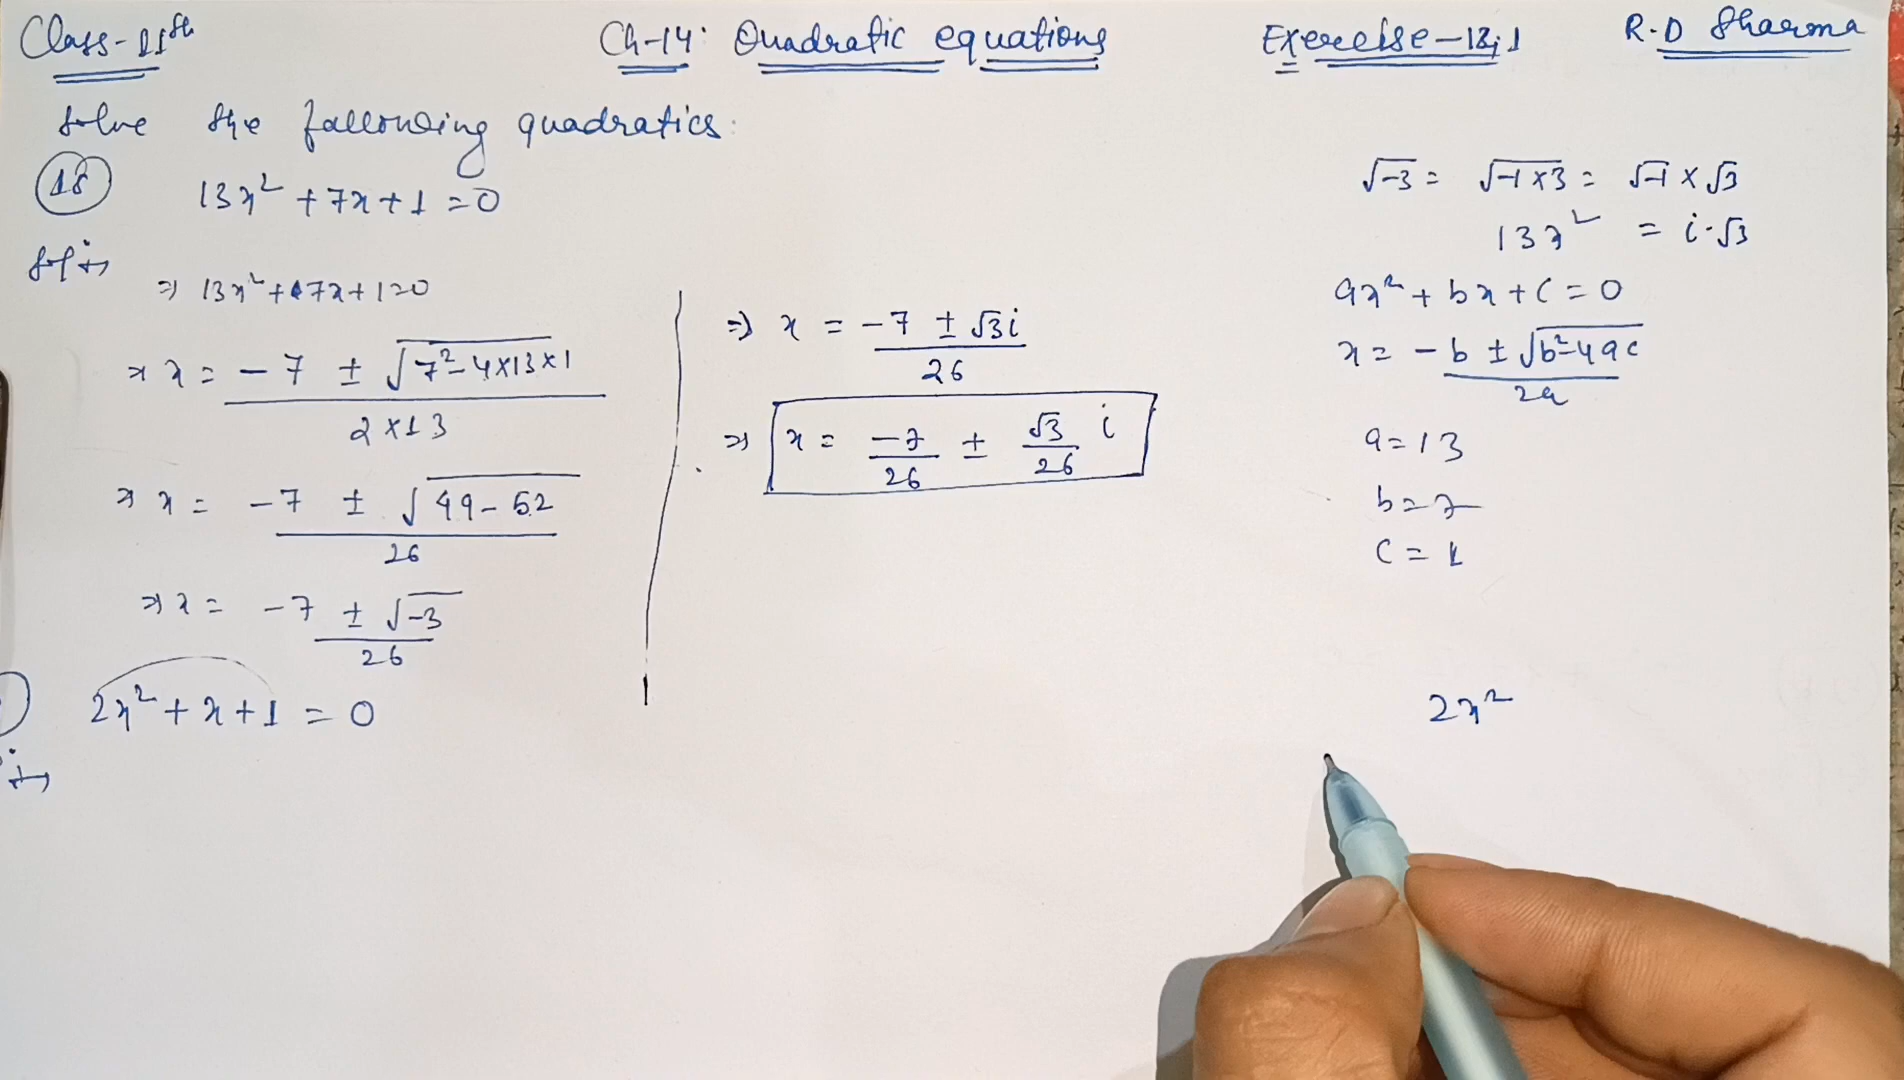 Class-11th Ch-14: Quadratic equations Exercise-13.1 R.D Sharma
Solve the following quadratics:
18 13x² + 7x + 1 = 0
Soln
⇒ 13x² + 7x + 1 = 0
⇒ x = -7 ± √7² - 4×13×1
2×13
⇒ x = -7 ± √49-52
26
⇒ x = -7 ± √-3
26
⇒ x = -7 ± √3 i
26
⇒ x = -7 ± √3 i
26 26
√-3 = √-1×3 = √-1 × √3
13x² = i·√3
ax² + bx + c = 0
x = -b ± √b²-4ac
2a
a = 13
b = 7
c = 1
2x² + x + 1 = 0
2x²